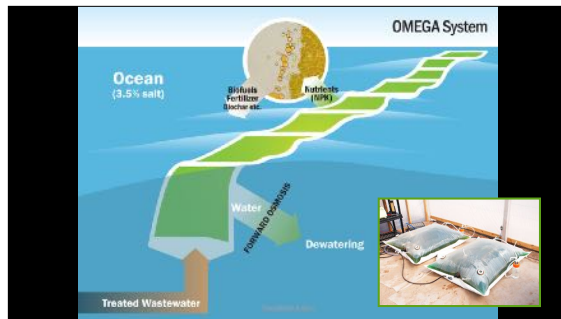 OMEGA System
Ocean
(3.5% salt)
Biofuels
Fertilizer
Biochar etc.
Nutrients
(NPK)
Water
FORWARD OSMOSIS
Dewatering
Treated Wastewater